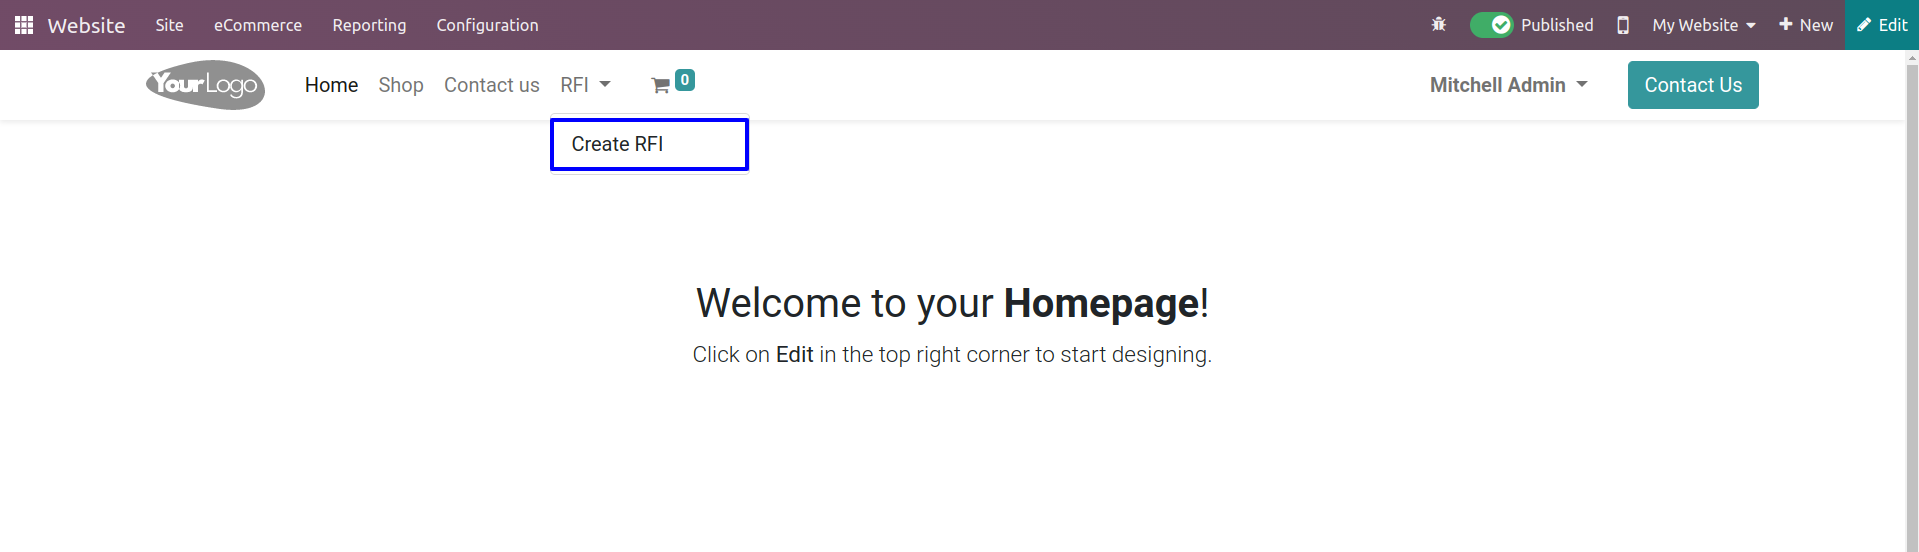 Website Site eCommerce Reporting Configuration Published My Website New Edit
YourLogo Home Shop Contact us RFI 0 Mitchell Admin Contact Us
Create RFI
Welcome to your Homepage!
Click on Edit in the top right corner to start designing.